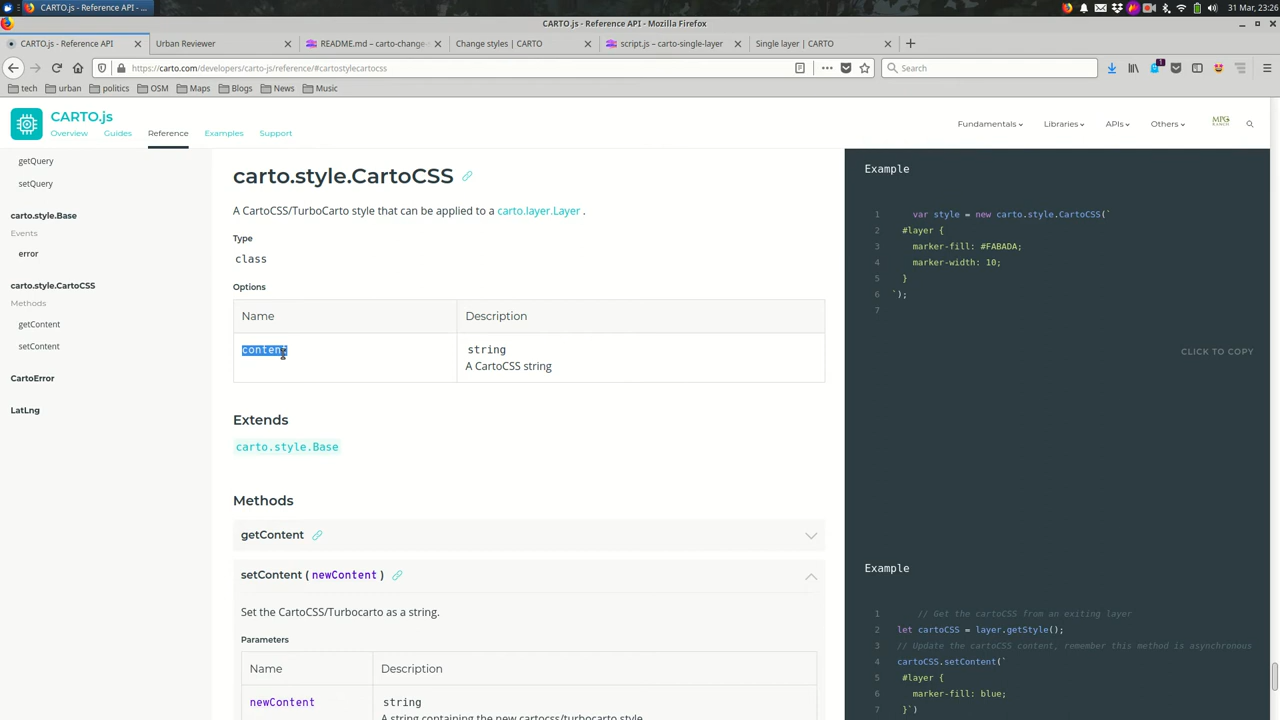 CARTO.js - Reference API - ...
CARTO.js - Reference API - Mozilla Firefox
31 Mar, 23:26
CARTO.js - Reference API
Urban Reviewer
README.md – carto-change-
Change styles | CARTO
script.js – carto-single-layer
Single layer | CARTO
https://carto.com/developers/carto-js/reference/#cartostylecartocss
Search
1
tech
urban
politics
OSM
Maps
Blogs
News
Music
CARTO.js
Overview
Guides
Reference
Examples
Support
Fundamentals
Libraries
APIs
Others
MPG
RANCH
getQuery
setQuery
carto.style.Base
Events
error
carto.style.CartoCSS
Methods
getContent
setContent
CartoError
LatLng
carto.style.CartoCSS
A CartoCSS/TurboCarto style that can be applied to a carto.layer.Layer .
Type
class
Options
Name Description
content string
A CartoCSS string
Extends
carto.style.Base
Methods
getContent
setContent ( newContent )
Set the CartoCSS/Turbocarto as a string.
Parameters
Name Description
newContent string
A string containing the new cartocss/turbocarto style
Example
1 var style = new carto.style.CartoCSS(`
2 #layer {
3 marker-fill: #FABADA;
4 marker-width: 10;
5 }
6 `);
7
CLICK TO COPY
Example
1 // Get the cartoCSS from an exiting layer
2 let cartoCSS = layer.getStyle();
3 // Update the cartoCSS content, remember this method is asynchronous
4 cartoCSS.setContent(`
5 #layer {
6 marker-fill: blue;
7 }`)